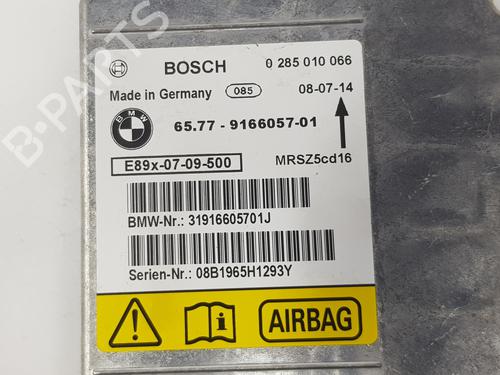 BOSCH 0 285 010 066
Made in Germany 085 08-07-14
BMW
65.77 - 9166057-01
E89x-07-09-500 MRSZ5cd16
BMW-Nr.: 31916605701J
Serien-Nr.: 08B1965H1293Y
AIRBAG
B-PARTS